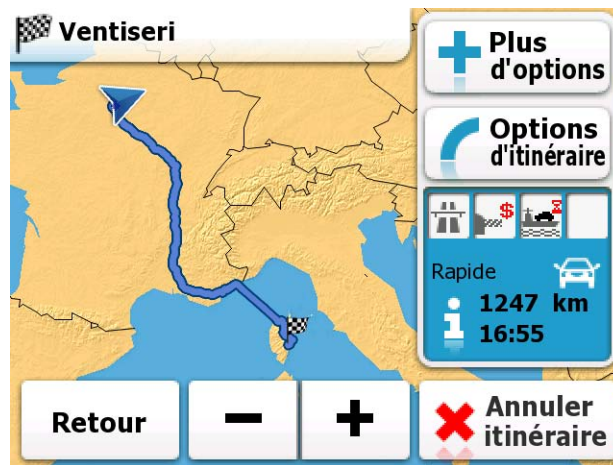 Ventiseri
Plus
d'options
Options
d'itinéraire
$
Rapide
1247 km
16:55
Retour
Annuler
itinéraire